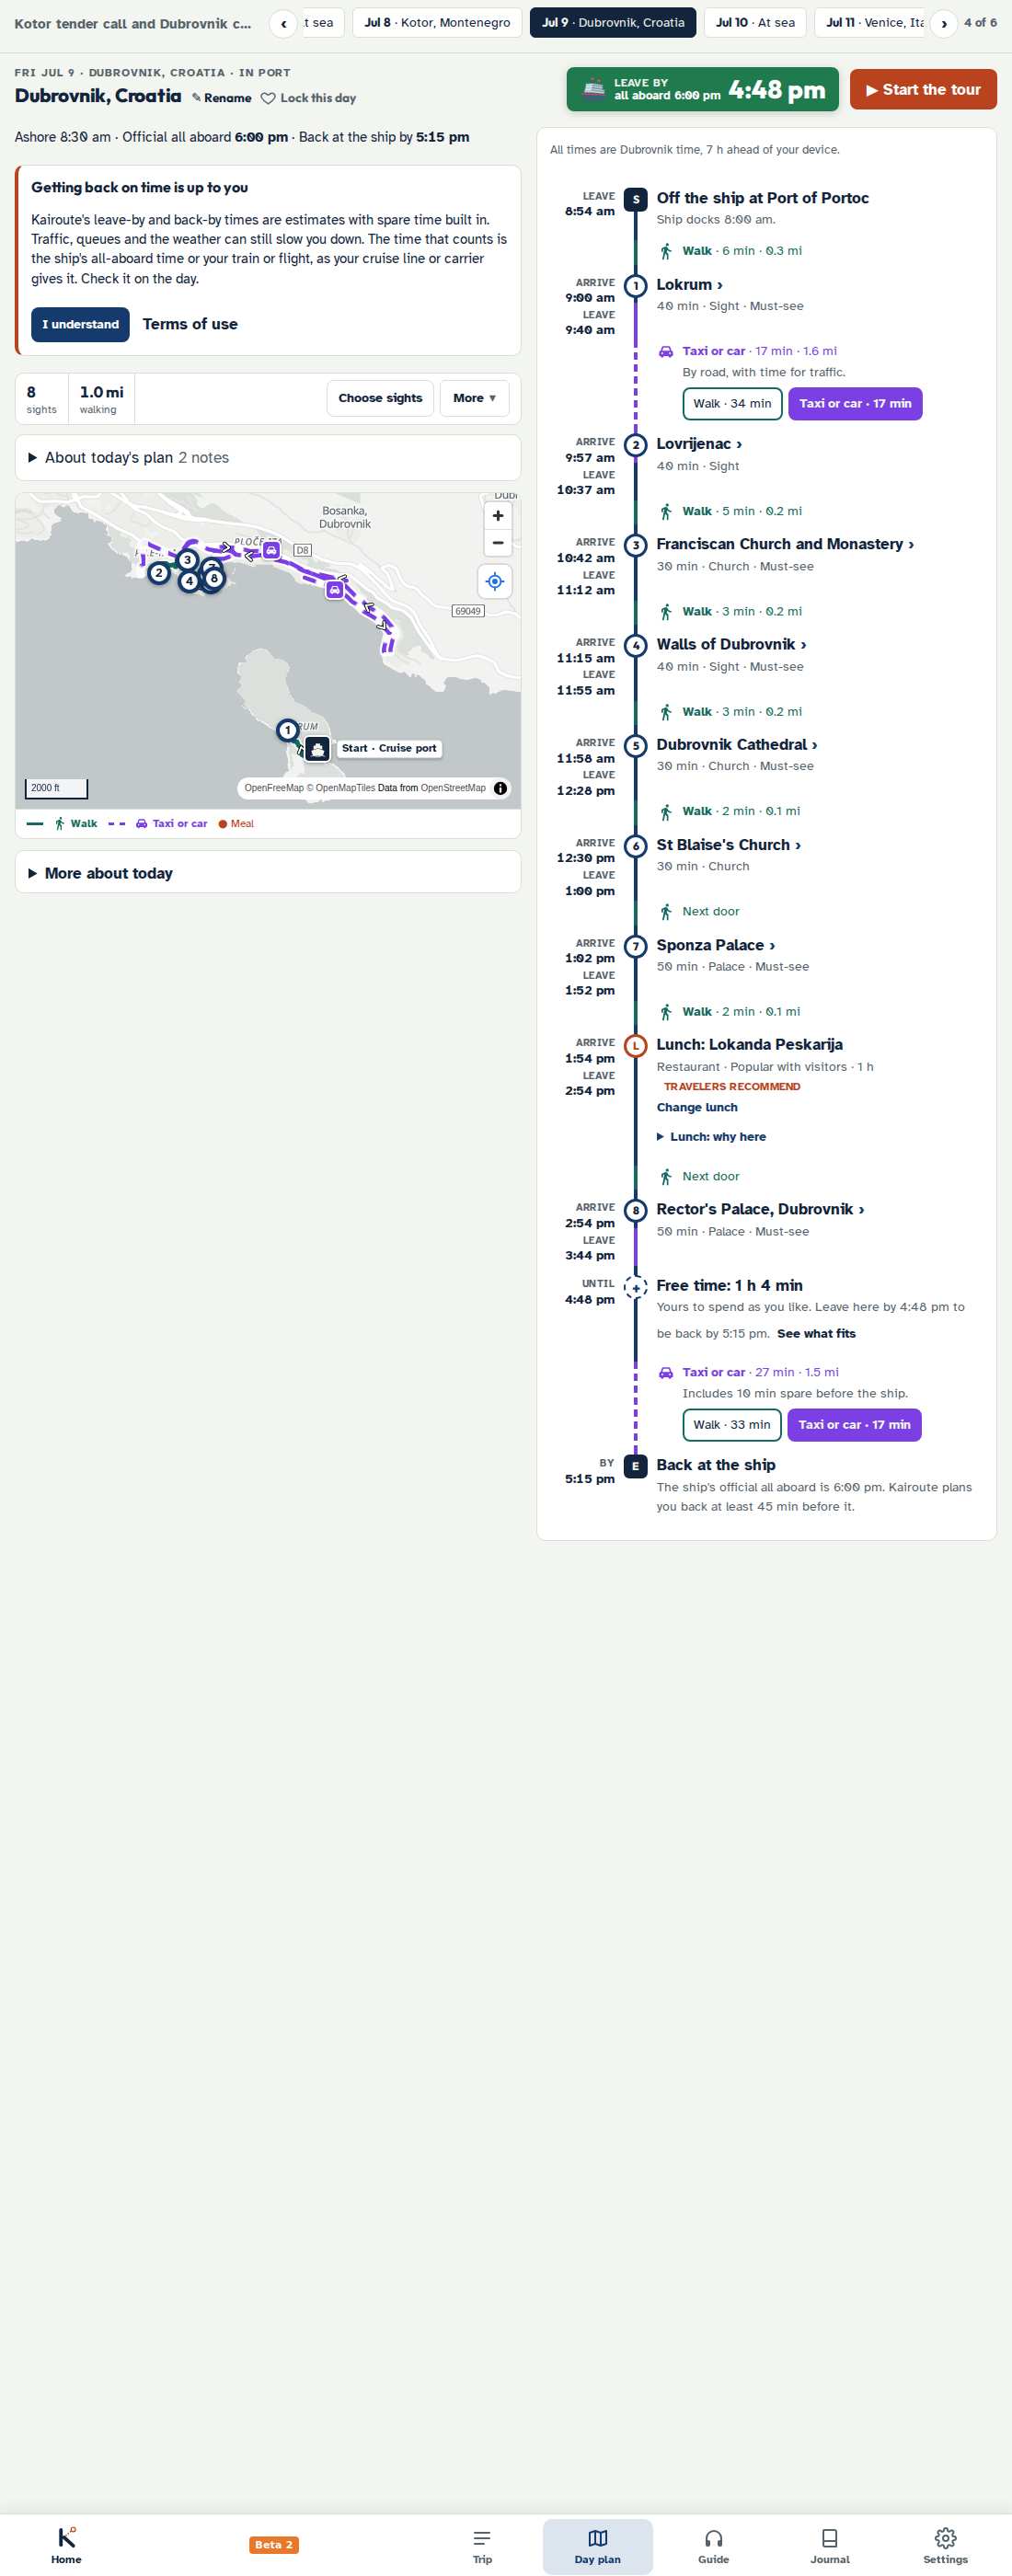 Kotor tender call and Dubrovnik c...
‹
t sea
Jul 8 · Kotor, Montenegro
Jul 9 · Dubrovnik, Croatia
Jul 10 · At sea
Jul 11 · Venice, Ita
›
4 of 6
FRI JUL 9 · DUBROVNIK, CROATIA · IN PORT
Dubrovnik, Croatia
✎ Rename
Lock this day
LEAVE BY
all aboard 6:00 pm
4:48 pm
▶ Start the tour
Ashore 8:30 am · Official all aboard 6:00 pm · Back at the ship by 5:15 pm
Getting back on time is up to you
Kairoute's leave-by and back-by times are estimates with spare time built in.
Traffic, queues and the weather can still slow you down. The time that counts is
the ship's all-aboard time or your train or flight, as your cruise line or carrier
gives it. Check it on the day.
I understand
Terms of use
8
sights
1.0 mi
walking
Choose sights
More ▼
▶ About today's plan 2 notes
Bosanka,
Dubrovnik
D8
69049
+
−
3
2
4
8
1
RUM
Start · Cruise port
2000 ft
OpenFreeMap © OpenMapTiles Data from OpenStreetMap
Walk
Taxi or car
Meal
▶ More about today
All times are Dubrovnik time, 7 h ahead of your device.
LEAVE
8:54 am
S
Off the ship at Port of Portoc
Ship docks 8:00 am.
Walk · 6 min · 0.3 mi
ARRIVE
9:00 am
LEAVE
9:40 am
1
Lokrum ›
40 min · Sight · Must-see
Taxi or car · 17 min · 1.6 mi
By road, with time for traffic.
Walk · 34 min
Taxi or car · 17 min
ARRIVE
9:57 am
LEAVE
10:37 am
2
Lovrijenac ›
40 min · Sight
Walk · 5 min · 0.2 mi
ARRIVE
10:42 am
LEAVE
11:12 am
3
Franciscan Church and Monastery ›
30 min · Church · Must-see
Walk · 3 min · 0.2 mi
ARRIVE
11:15 am
LEAVE
11:55 am
4
Walls of Dubrovnik ›
40 min · Sight · Must-see
Walk · 3 min · 0.2 mi
ARRIVE
11:58 am
LEAVE
12:28 pm
5
Dubrovnik Cathedral ›
30 min · Church · Must-see
Walk · 2 min · 0.1 mi
ARRIVE
12:30 pm
LEAVE
1:00 pm
6
St Blaise's Church ›
30 min · Church
Next door
ARRIVE
1:02 pm
LEAVE
1:52 pm
7
Sponza Palace ›
50 min · Palace · Must-see
Walk · 2 min · 0.1 mi
ARRIVE
1:54 pm
LEAVE
2:54 pm
L
Lunch: Lokanda Peskarija
Restaurant · Popular with visitors · 1 h
TRAVELERS RECOMMEND
Change lunch
▶ Lunch: why here
Next door
ARRIVE
2:54 pm
LEAVE
3:44 pm
8
Rector's Palace, Dubrovnik ›
50 min · Palace · Must-see
UNTIL
4:48 pm
+
Free time: 1 h 4 min
Yours to spend as you like. Leave here by 4:48 pm to
be back by 5:15 pm. See what fits
Taxi or car · 27 min · 1.5 mi
Includes 10 min spare before the ship.
Walk · 33 min
Taxi or car · 17 min
BY
5:15 pm
E
Back at the ship
The ship's official all aboard is 6:00 pm. Kairoute plans
you back at least 45 min before it.
Home
Beta 2
Trip
Day plan
Guide
Journal
Settings